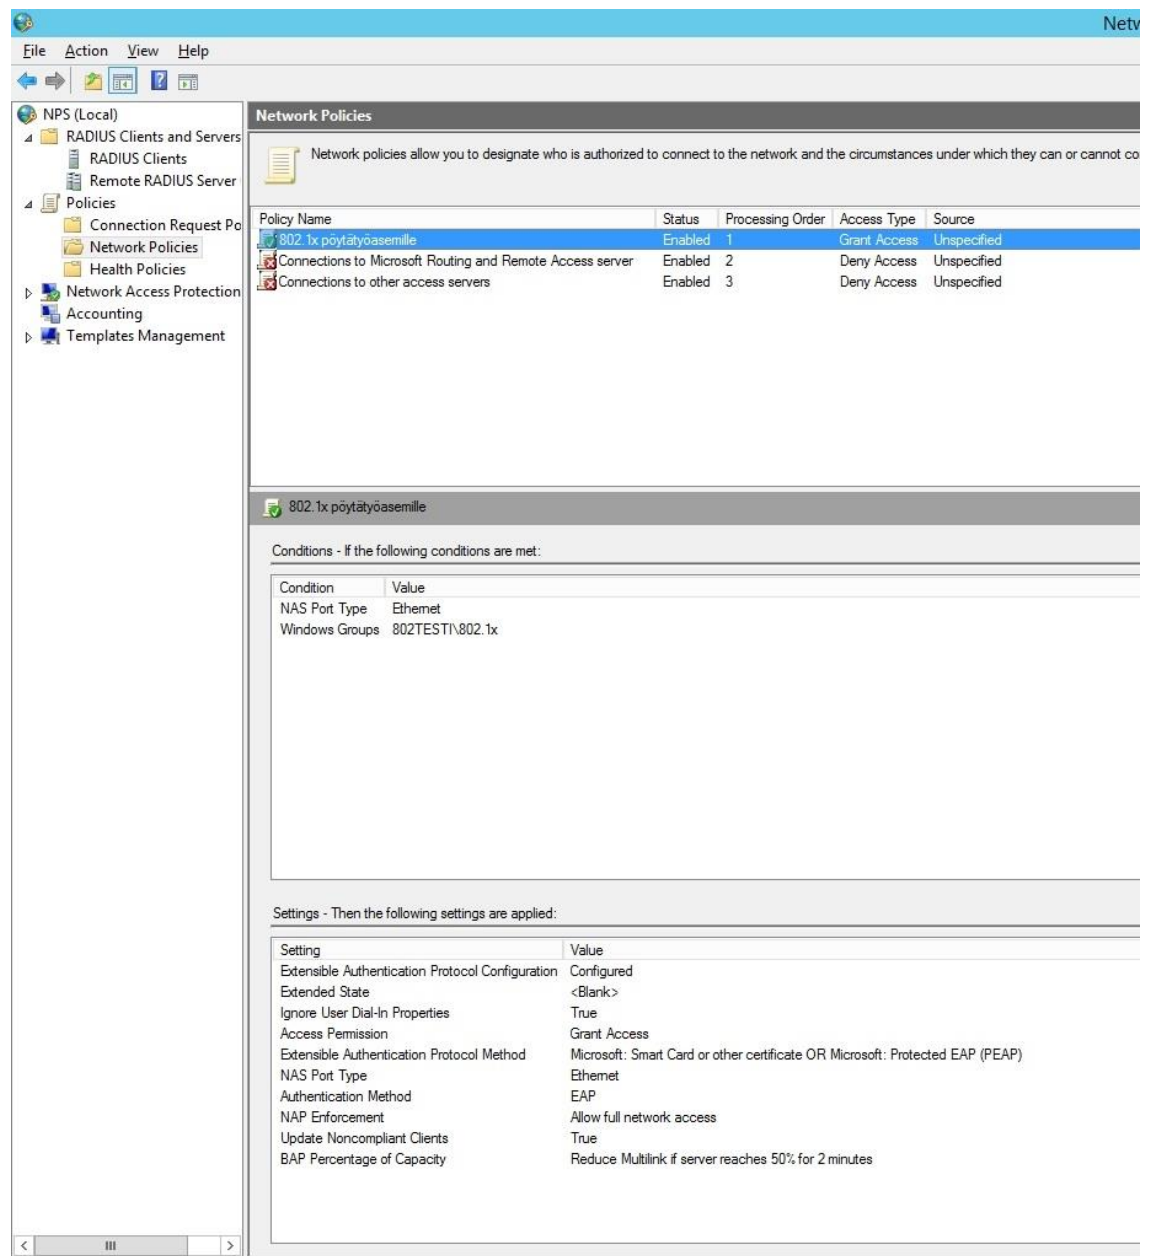 Netw
File Action View Help
NPS (Local)
RADIUS Clients and Servers
RADIUS Clients
Remote RADIUS Server
Policies
Connection Request Po
Network Policies
Health Policies
Network Access Protection
Accounting
Templates Management
Network Policies
Network policies allow you to designate who is authorized to connect to the network and the circumstances under which they can or cannot co
Policy Name Status Processing Order Access Type Source
802.1x pöytätyöasemille Enabled 1 Grant Access Unspecified
Connections to Microsoft Routing and Remote Access server Enabled 2 Deny Access Unspecified
Connections to other access servers Enabled 3 Deny Access Unspecified
802.1x pöytätyöasemille
Conditions - If the following conditions are met:
Condition Value
NAS Port Type Ethernet
Windows Groups 802TESTI\802.1x
Settings - Then the following settings are applied:
Setting Value
Extensible Authentication Protocol Configuration Configured
Extended State <Blank>
Ignore User Dial-In Properties True
Access Permission Grant Access
Extensible Authentication Protocol Method Microsoft: Smart Card or other certificate OR Microsoft: Protected EAP (PEAP)
NAS Port Type Ethernet
Authentication Method EAP
NAP Enforcement Allow full network access
Update Noncompliant Clients True
BAP Percentage of Capacity Reduce Multilink if server reaches 50% for 2 minutes